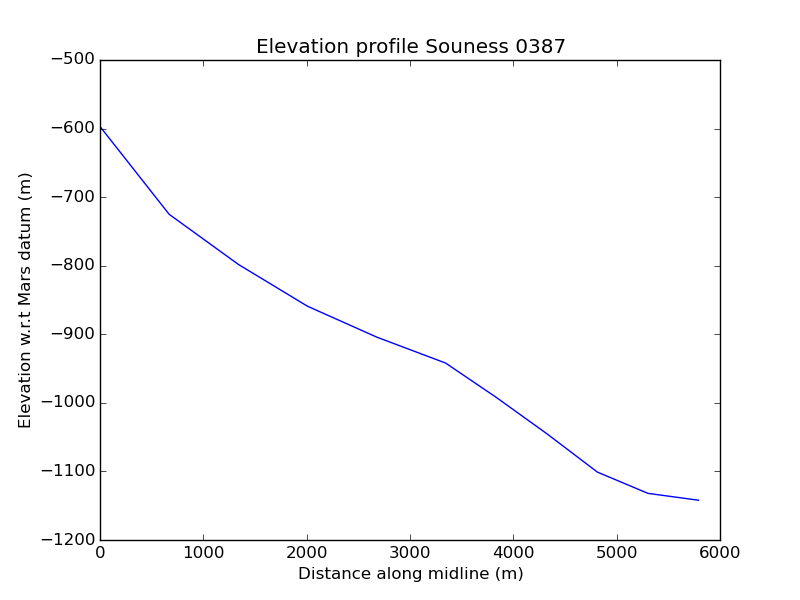 Elevation profile Souness 0387
−500
−600
−700
−800
−900
−1000
−1100
−1200
Elevation w.r.t Mars datum (m)
0 1000 2000 3000 4000 5000 6000
Distance along midline (m)